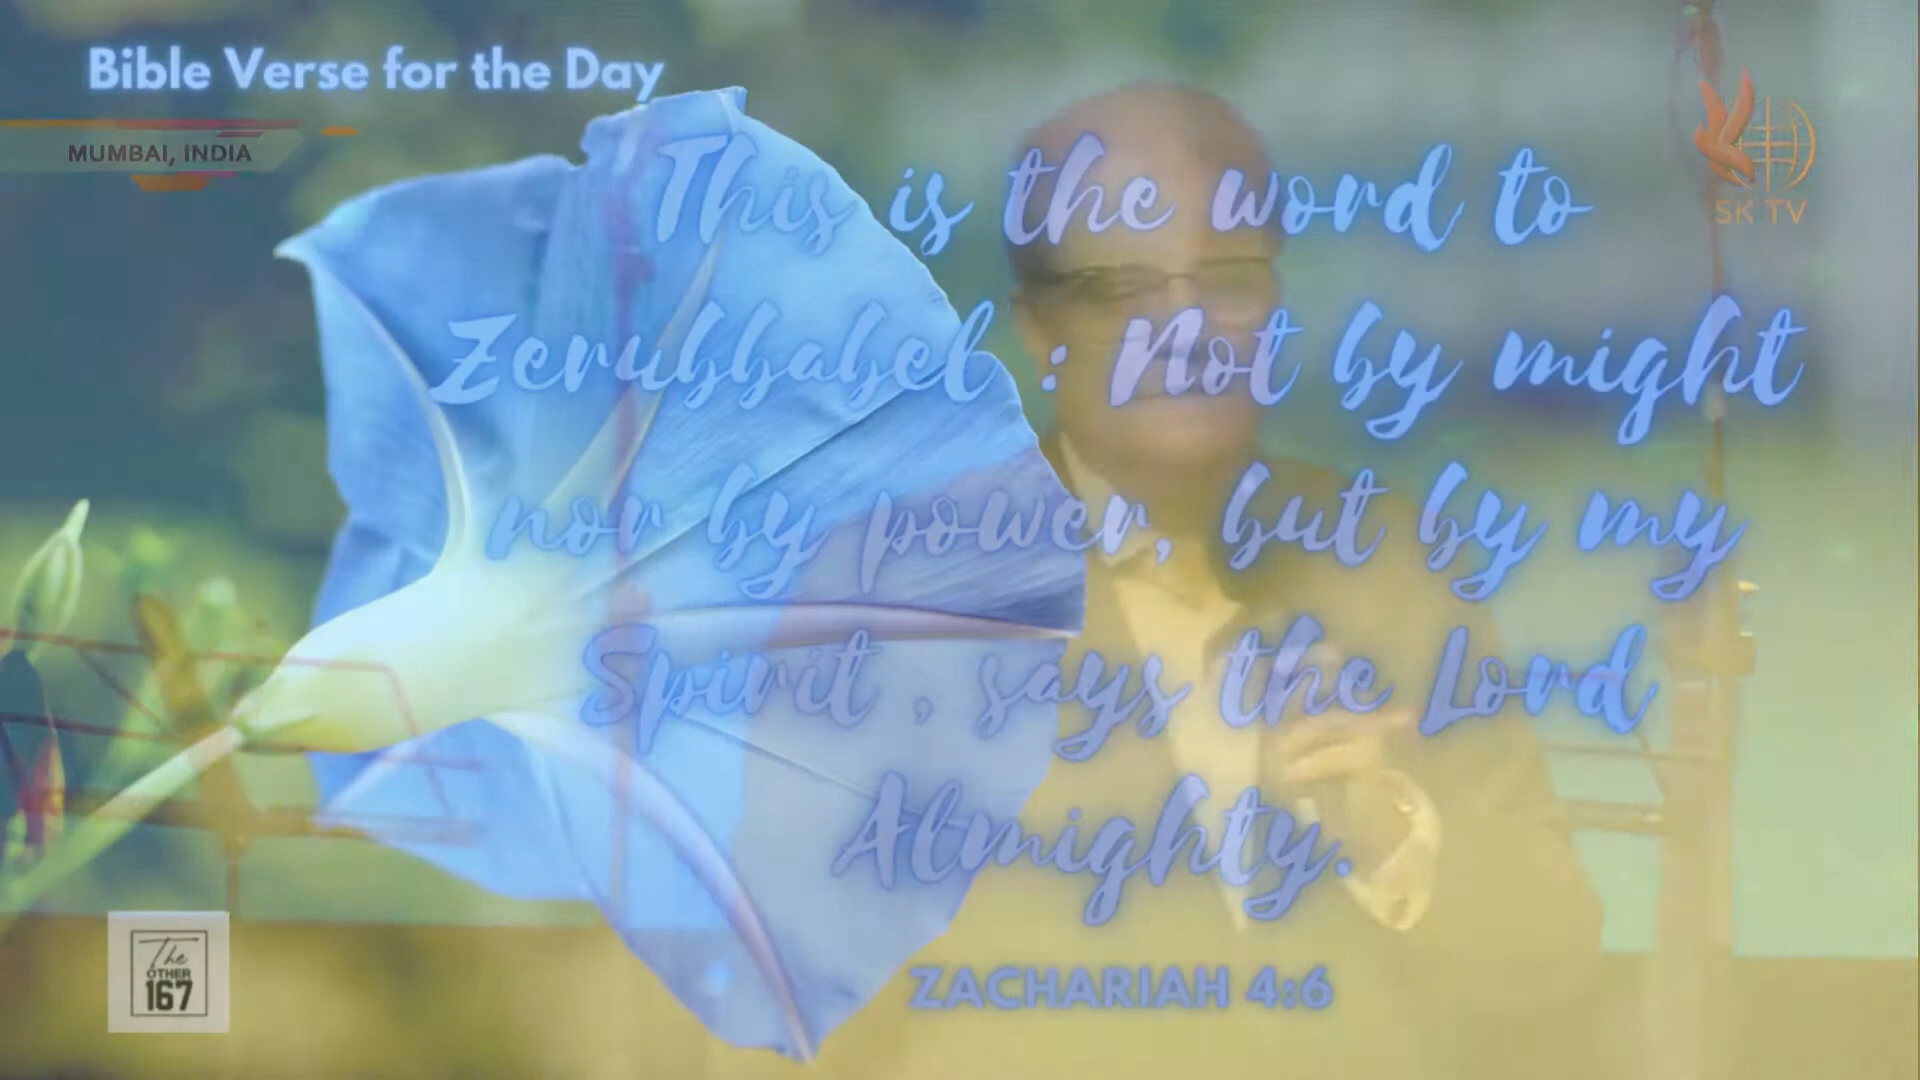 Bible Verse for the Day
MUMBAI, INDIA
SK TV
This is the word to
Zerubbabel : Not by might
nor by power, but by my
Spirit , says the Lord
Almighty.
ZACHARIAH 4:6
The
OTHER
167